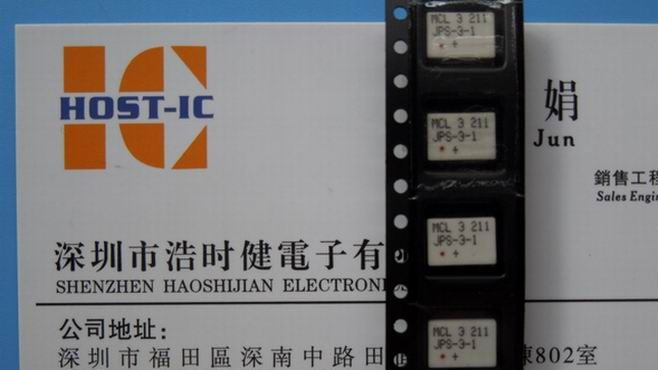 HOST-IC
娟
Jun
銷售工程
Sales Engin
深圳市浩时健電子有
SHENZHEN HAOSHIJIAN ELECTRONI
公司地址:
深圳市福田區深南中路田 802室
MCL 3 211
JPS-3-1
+
MCL 3 211
JPS-3-1
+
MCL 3 211
JPS-3-1
+
MCL 3 211
JPS-3-1
+